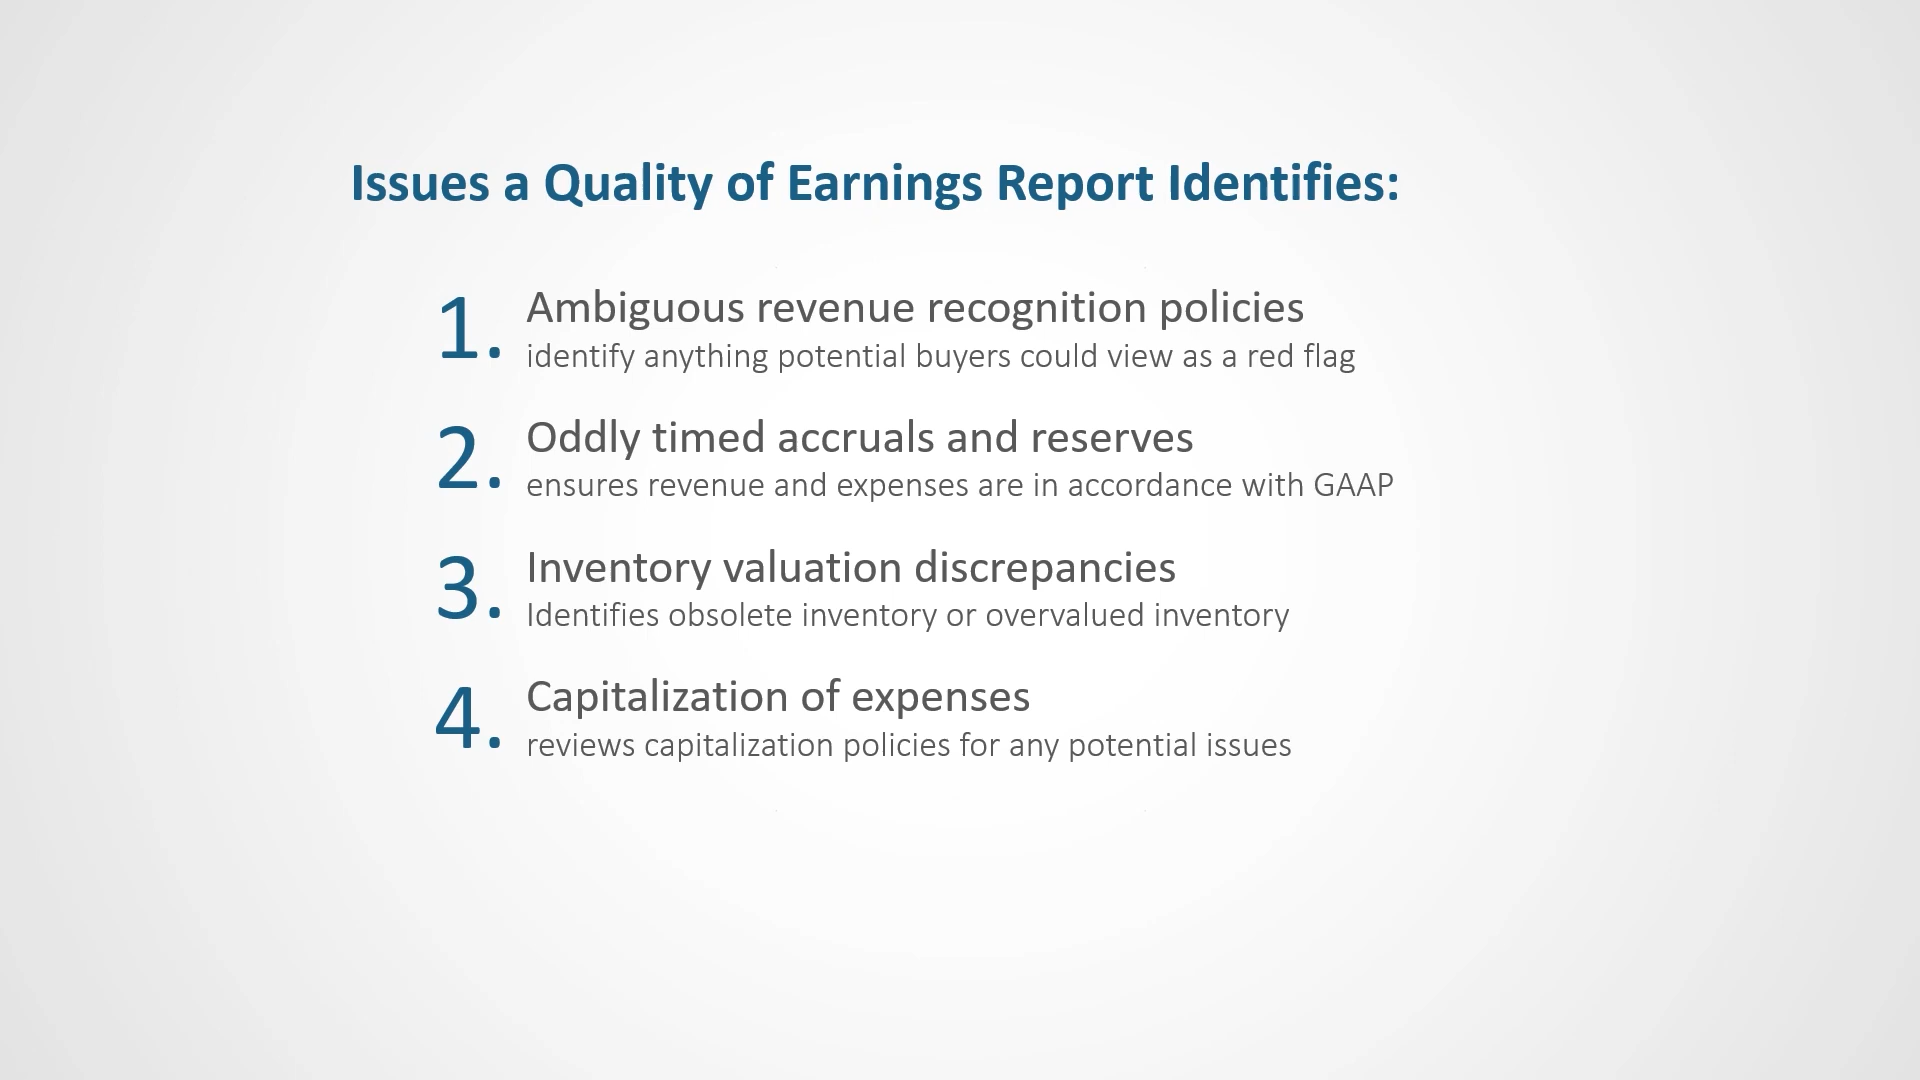 Issues a Quality of Earnings Report Identifies:
1. Ambiguous revenue recognition policies
identify anything potential buyers could view as a red flag
2. Oddly timed accruals and reserves
ensures revenue and expenses are in accordance with GAAP
3. Inventory valuation discrepancies
Identifies obsolete inventory or overvalued inventory
4. Capitalization of expenses
reviews capitalization policies for any potential issues